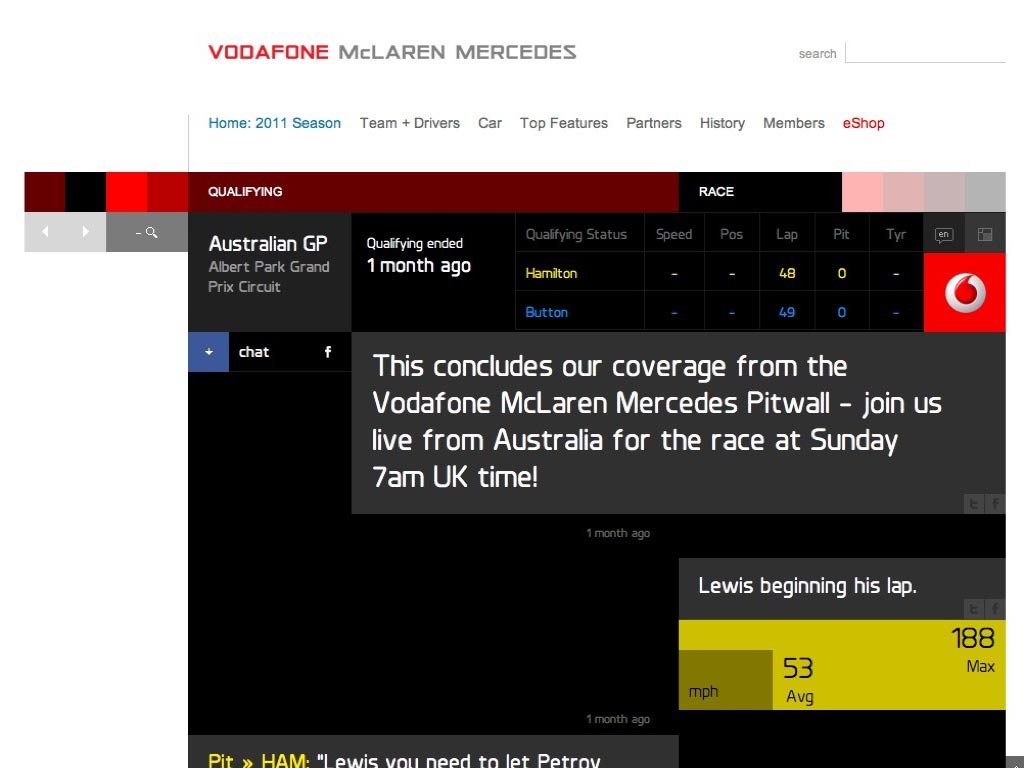 VODAFONE McLAREN MERCEDES
search
Home: 2011 Season Team + Drivers Car Top Features Partners History Members eShop
QUALIFYING RACE
Australian GP
Albert Park Grand
Prix Circuit
Qualifying ended
1 month ago
Qualifying Status Speed Pos Lap Pit Tyr
Hamilton - - 48 0 -
Button - - 49 0 -
en
chat f
This concludes our coverage from the
Vodafone McLaren Mercedes Pitwall - join us
live from Australia for the race at Sunday
7am UK time!
t f
1 month ago
Lewis beginning his lap.
t f
188
Max
53
Avg
mph
1 month ago
Pit » HAM: "Lewis you need to let Petrov